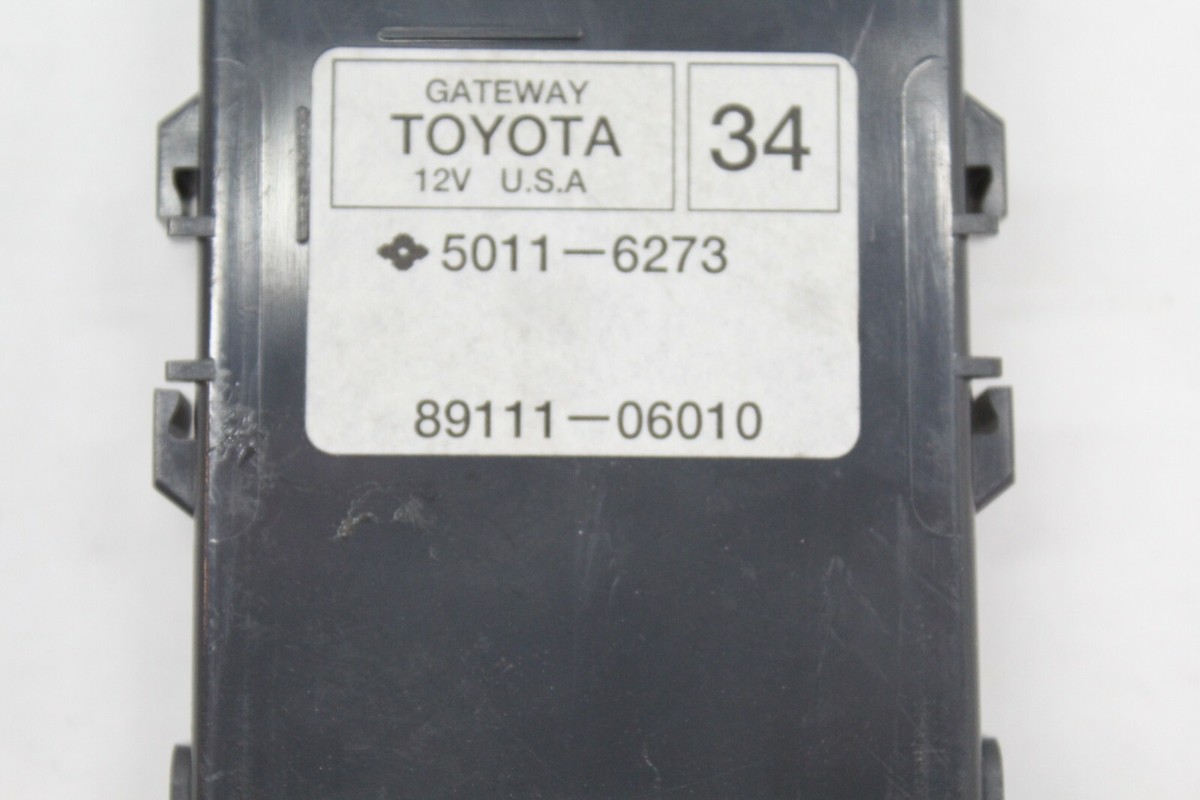 GATEWAY
TOYOTA
12V U.S.A
34
5011-6273
89111-06010